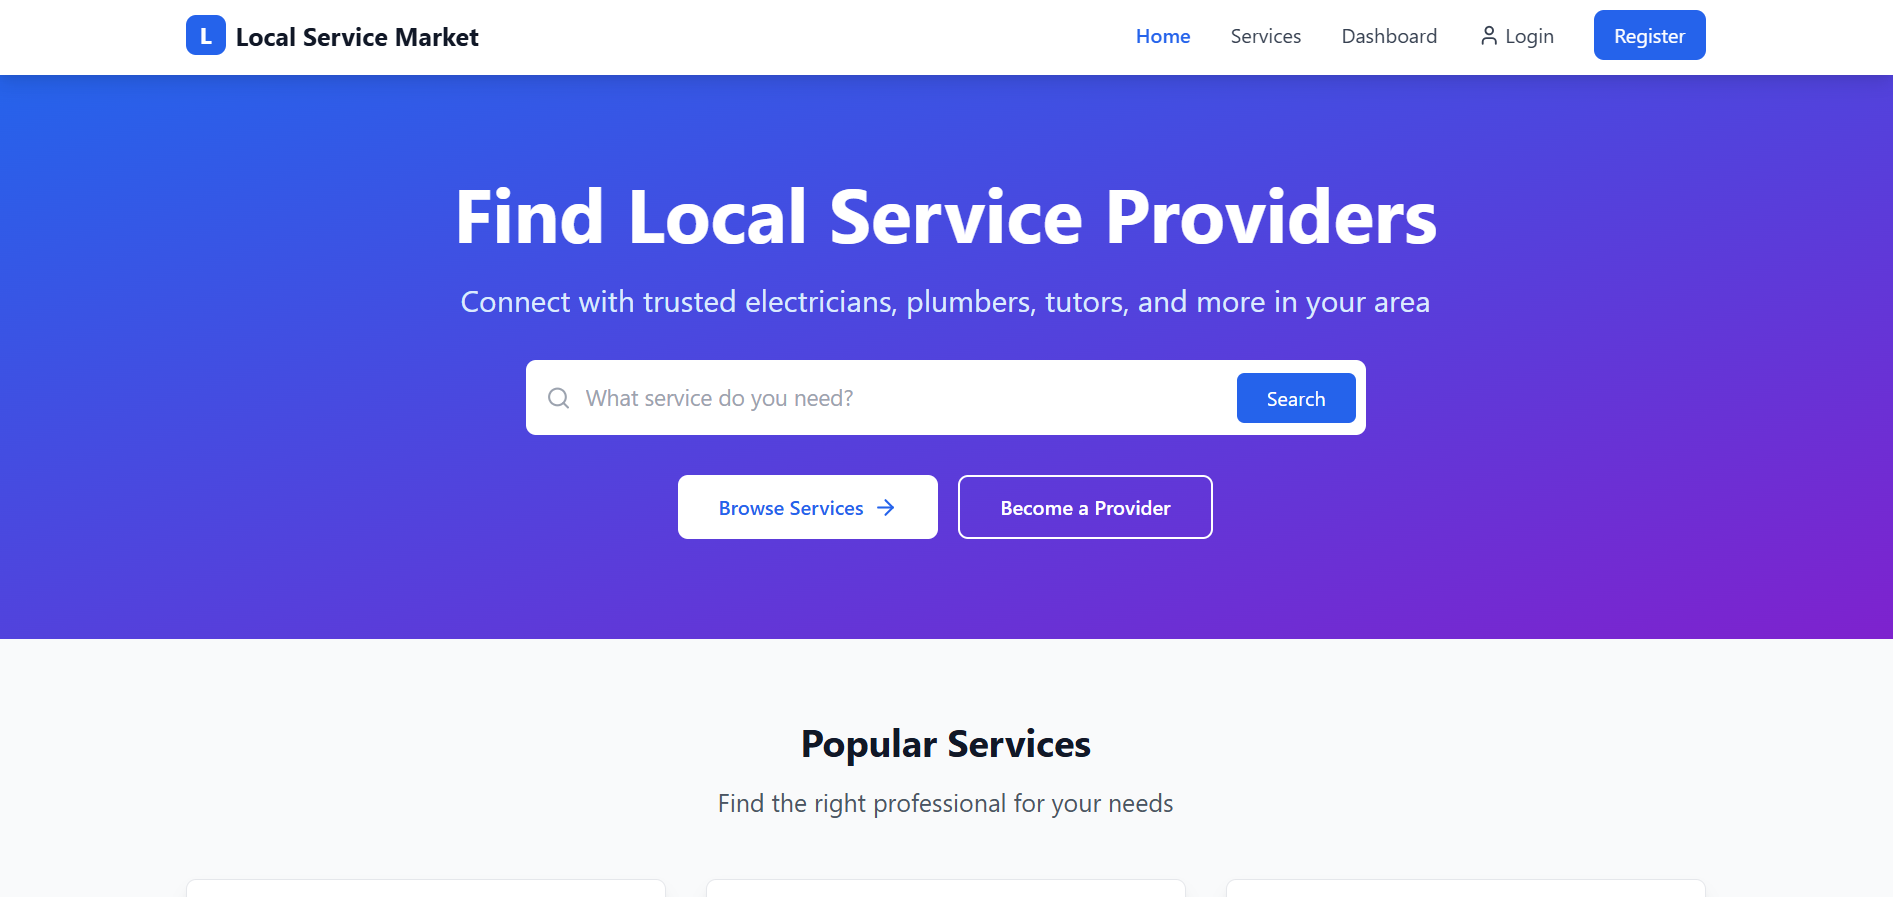 L Local Service Market
Home Services Dashboard Login Register
Find Local Service Providers
Connect with trusted electricians, plumbers, tutors, and more in your area
What service do you need? Search
Browse Services Become a Provider
Popular Services
Find the right professional for your needs